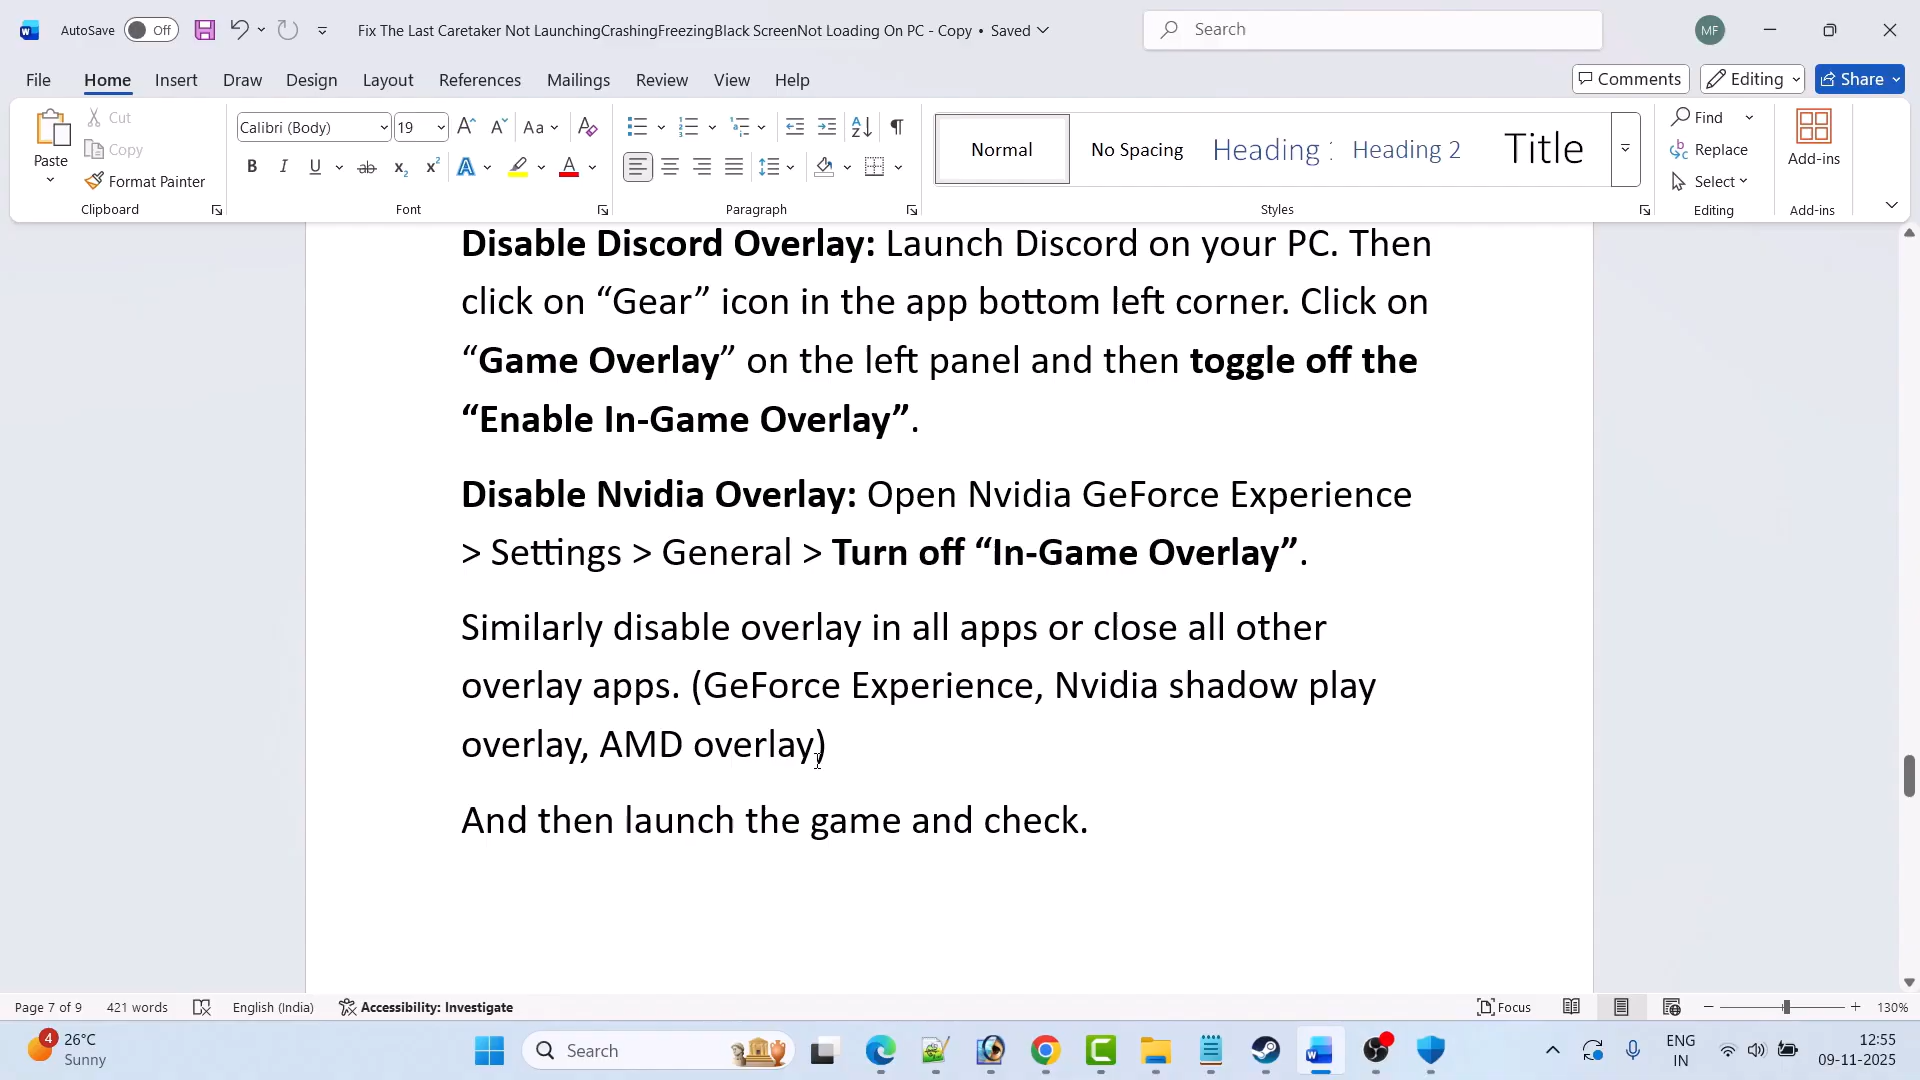 AutoSave Off Fix The Last Caretaker Not LaunchingCrashingFreezingBlack ScreenNot Loading On PC - Copy • Saved Search MF
File Home Insert Draw Design Layout References Mailings Review View Help Comments Editing Share
Paste Cut Copy Format Painter Clipboard
Calibri (Body) 19 Aa Font
Paragraph
Normal No Spacing Heading 1 Heading 2 Title Styles
Find Replace Select Editing
Add-ins Add-ins
Disable Discord Overlay: Launch Discord on your PC. Then
click on “Gear” icon in the app bottom left corner. Click on
“Game Overlay” on the left panel and then toggle off the
“Enable In-Game Overlay”.
Disable Nvidia Overlay: Open Nvidia GeForce Experience
> Settings > General > Turn off “In-Game Overlay”.
Similarly disable overlay in all apps or close all other
overlay apps. (GeForce Experience, Nvidia shadow play
overlay, AMD overlay)
And then launch the game and check.
Page 7 of 9 421 words English (India) Accessibility: Investigate Focus 130%
4 26°C Search ENG 12:55
Sunny IN 09-11-2025